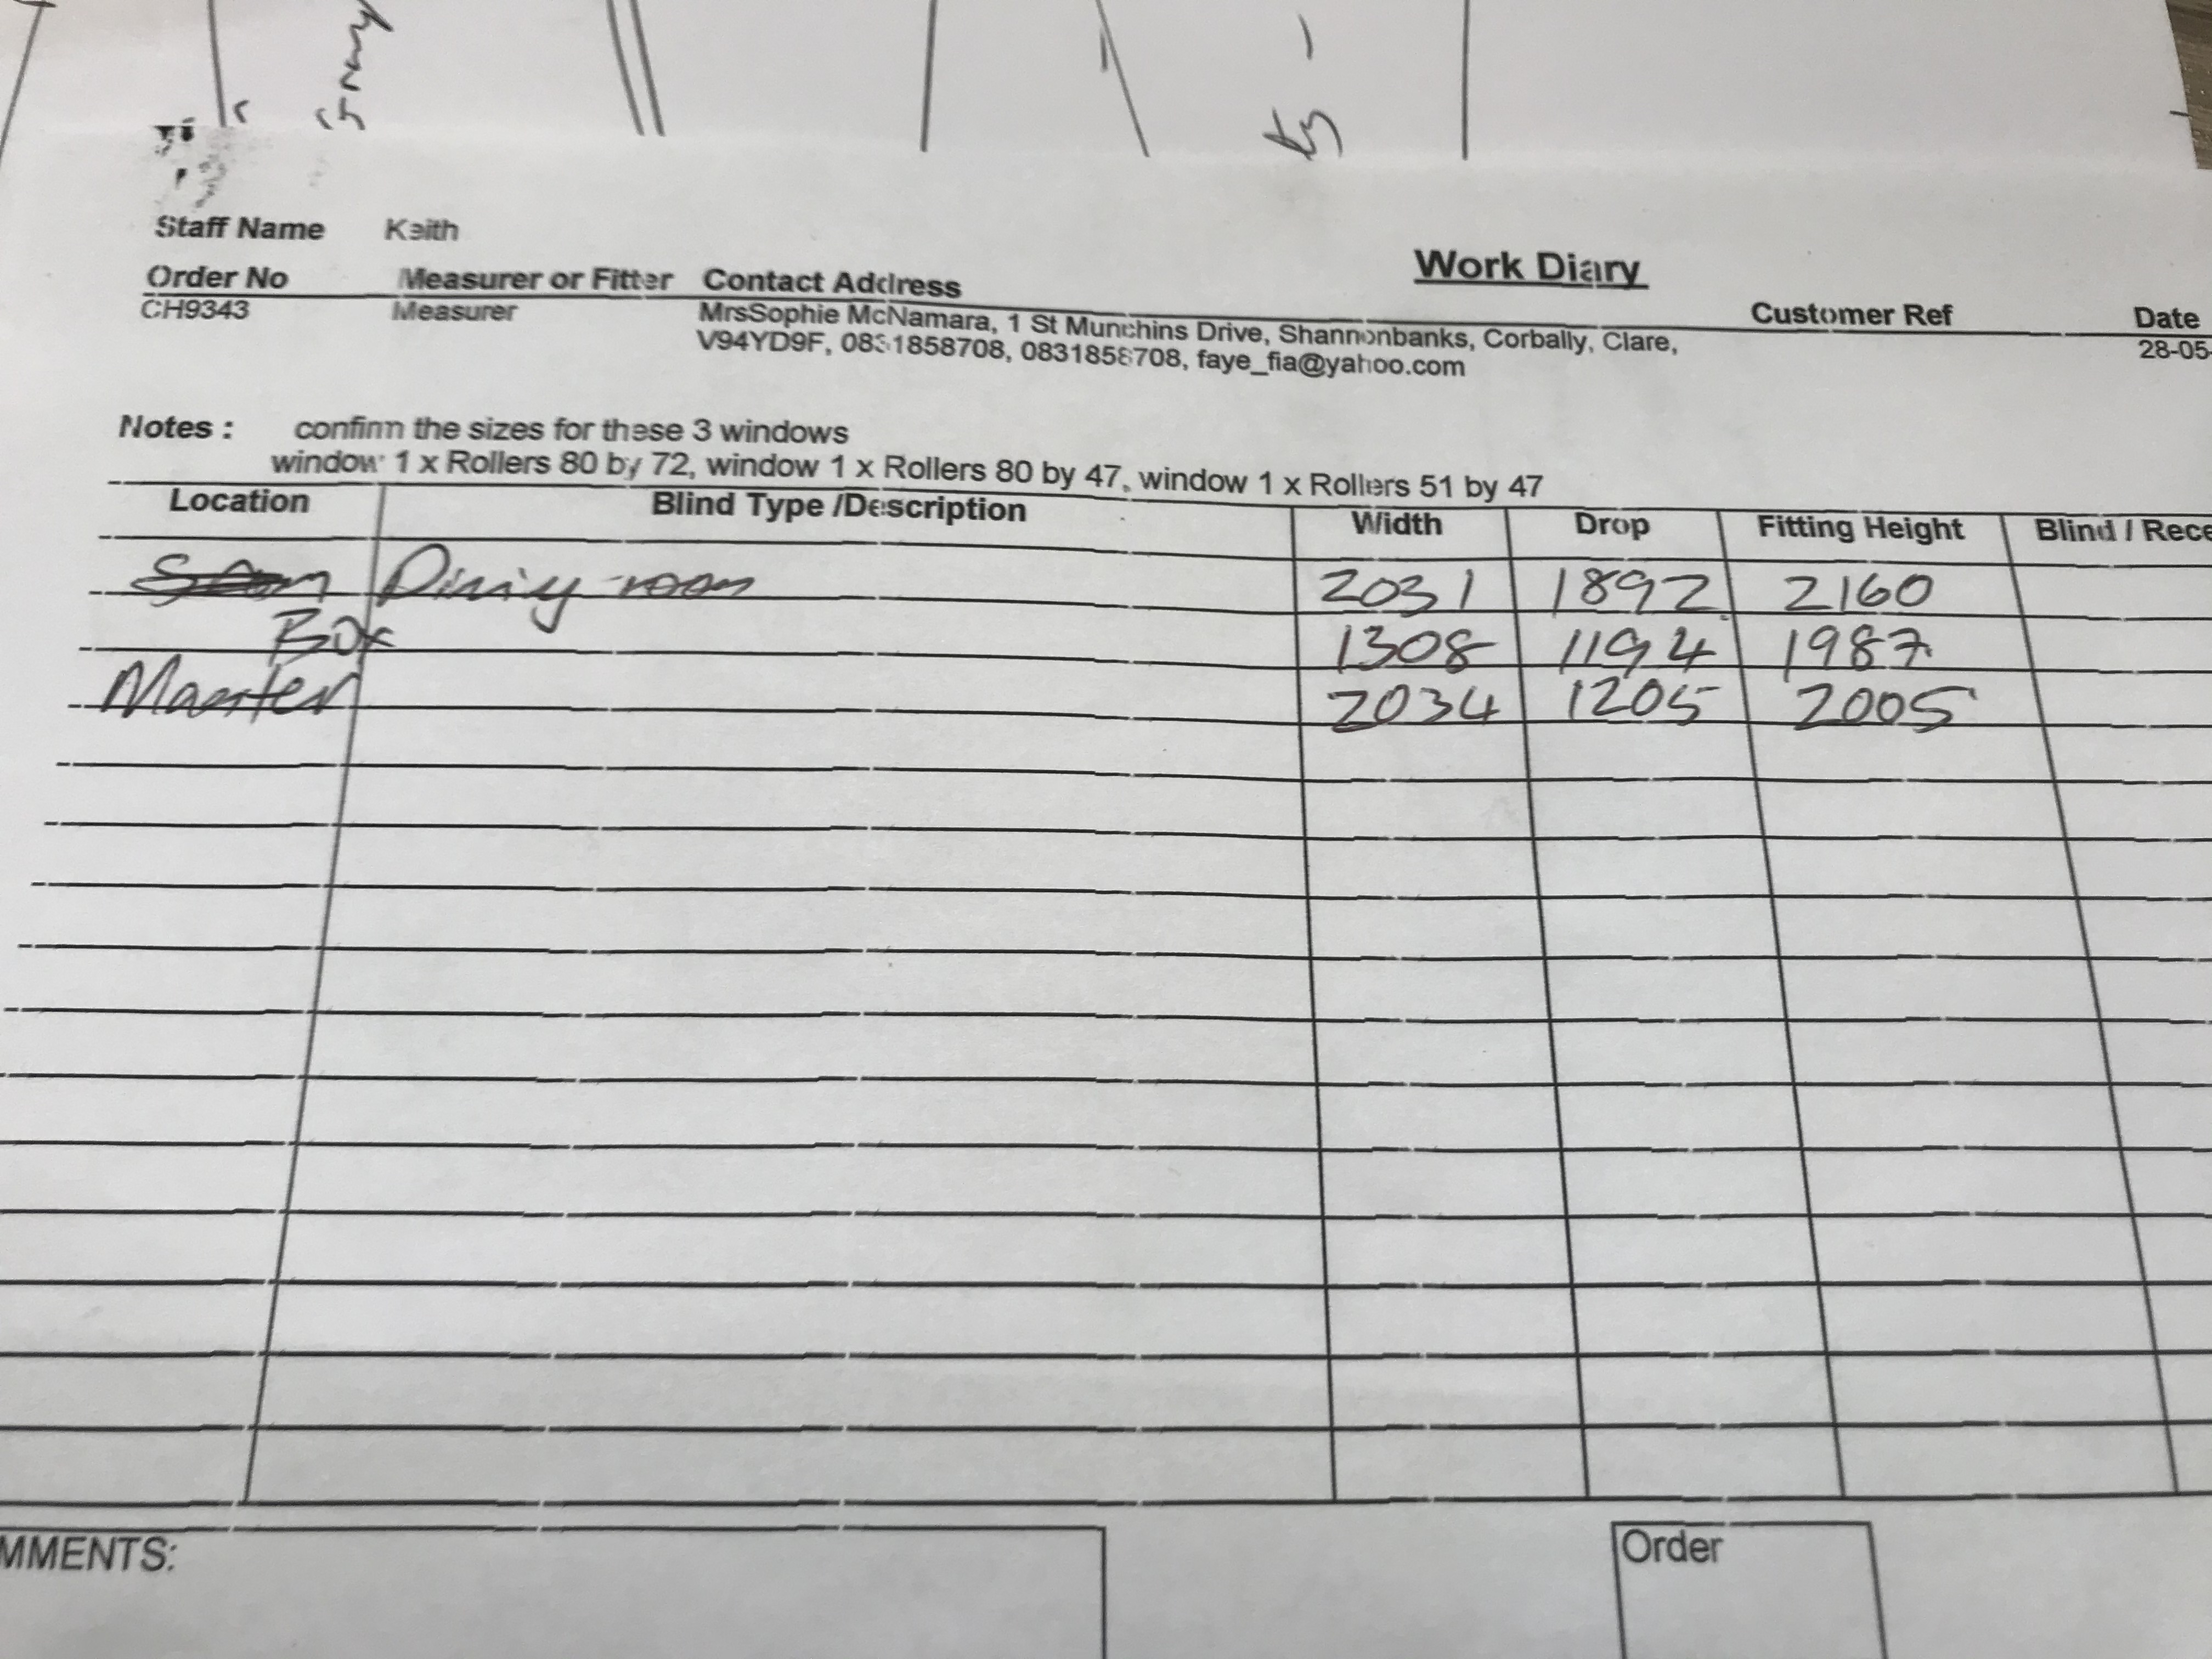 Staff Name Keith
Work Diary
Order No Measurer or Fitter Contact Address Customer Ref Date
CH9343 Measurer MrsSophie McNamara, 1 St Munchins Drive, Shannonbanks, Corbally, Clare, 28-05-
V94YD9F, 0831858708, 0831858708, faye_fia@yahoo.com
Notes : confirm the sizes for these 3 windows
window 1 x Rollers 80 by 72, window 1 x Rollers 80 by 47, window 1 x Rollers 51 by 47
Location Blind Type /Description Width Drop Fitting Height Blind / Rece
Dining room 2031 1892 2160
Box 1308 1194 1987
Master 2034 1205 2005
MMENTS:
Order